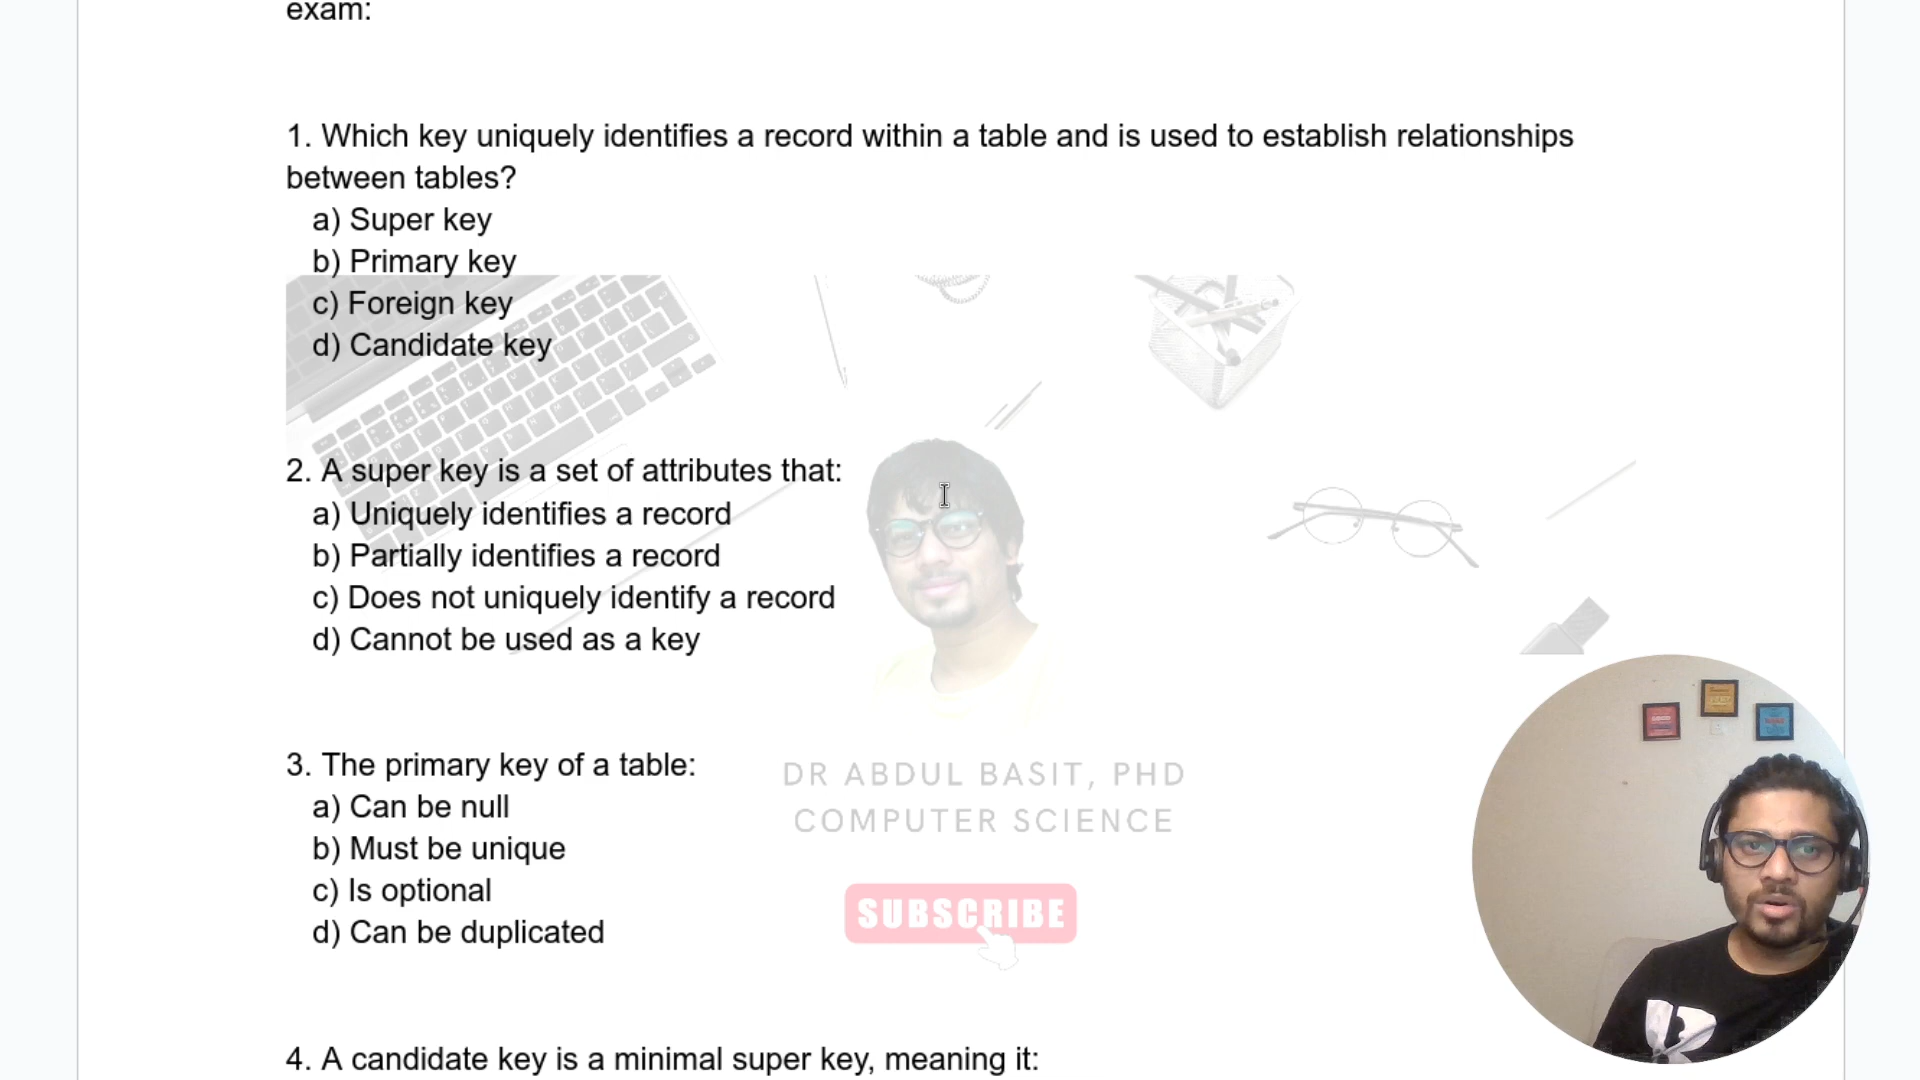 exam:
1. Which key uniquely identifies a record within a table and is used to establish relationships
between tables?
a) Super key
b) Primary key
c) Foreign key
d) Candidate key
2. A super key is a set of attributes that:
a) Uniquely identifies a record
b) Partially identifies a record
c) Does not uniquely identify a record
d) Cannot be used as a key
3. The primary key of a table:
a) Can be null
b) Must be unique
c) Is optional
d) Can be duplicated
DR ABDUL BASIT, PHD
COMPUTER SCIENCE
SUBSCRIBE
4. A candidate key is a minimal super key, meaning it: